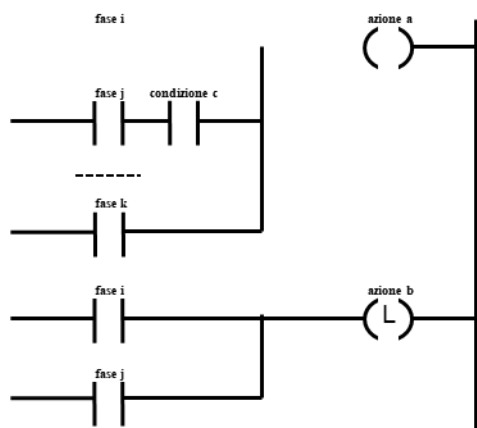 fase i
azione a
fase j
condizione c
fase k
fase i
azione b
L
fase j